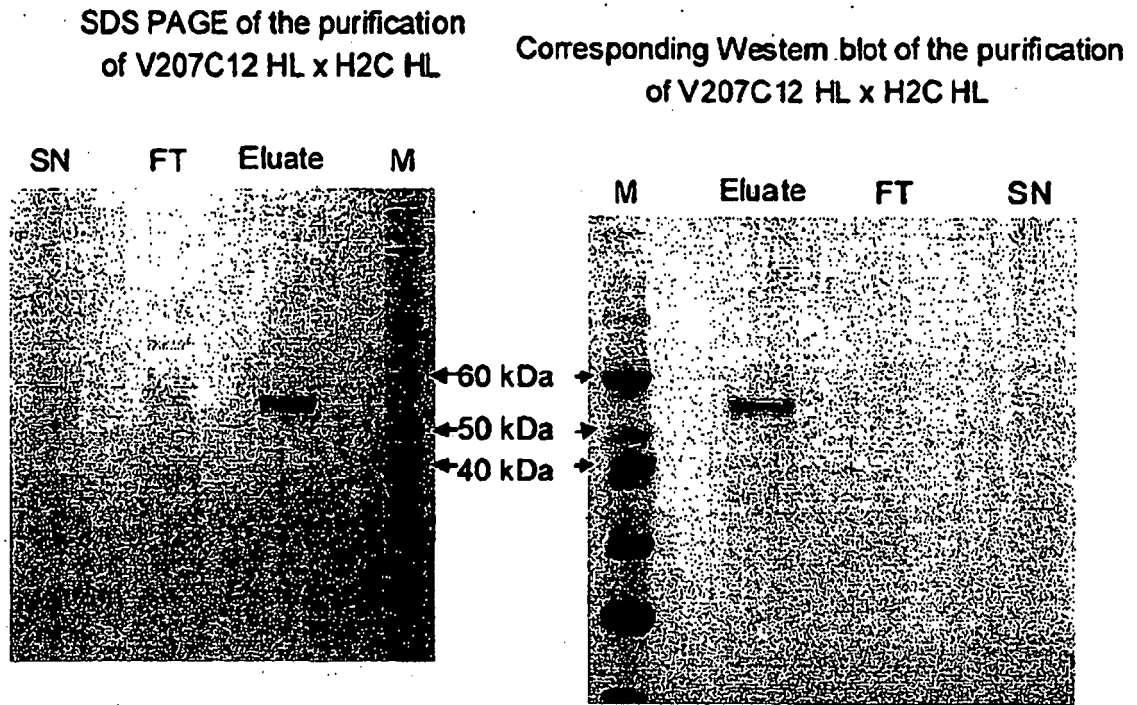 SDS PAGE of the purification
of V207C12 HL x H2C HL
Corresponding Western blot of the purification
of V207C12 HL x H2C HL
SN FT Eluate M
M Eluate FT SN
60 kDa
50 kDa
40 kDa